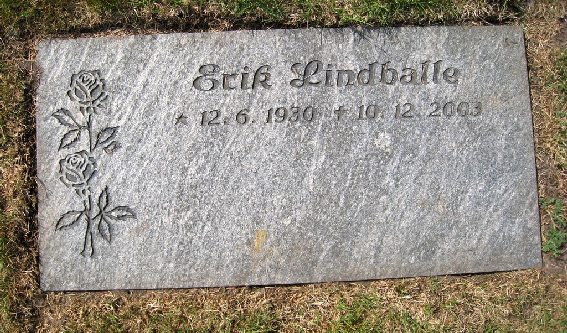 Erik Lindballe
* 12. 6. 1930 † 10. 12. 2003